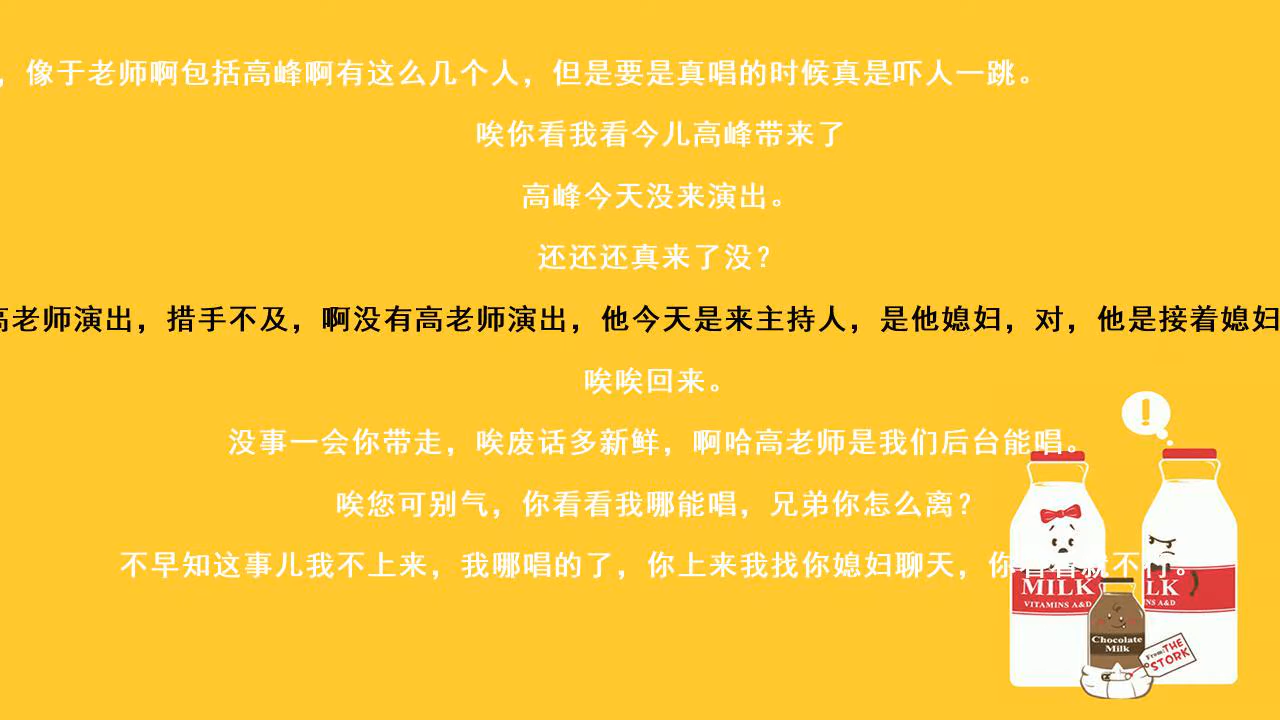 ，像于老师啊包括高峰啊有这么几个人，但是要是真唱的时候真是吓人一跳。
唉你看我看今儿高峰带来了
高峰今天没来演出。
还还还真来了没？
高老师演出，措手不及，啊没有高老师演出，他今天是来主持人，是他媳妇，对，他是接着媳妇
唉唉回来。
没事一会你带走，唉废话多新鲜，啊哈高老师是我们后台能唱。
唉您可别气，你看看我哪能唱，兄弟你怎么离？
不早知这事儿我不上来，我哪唱的了，你上来我找你媳妇聊天，你看看就不行。
!
MILK
VITAMINS A&D
LK
NS A&D
Chocolate
Milk
From: THE
STORK